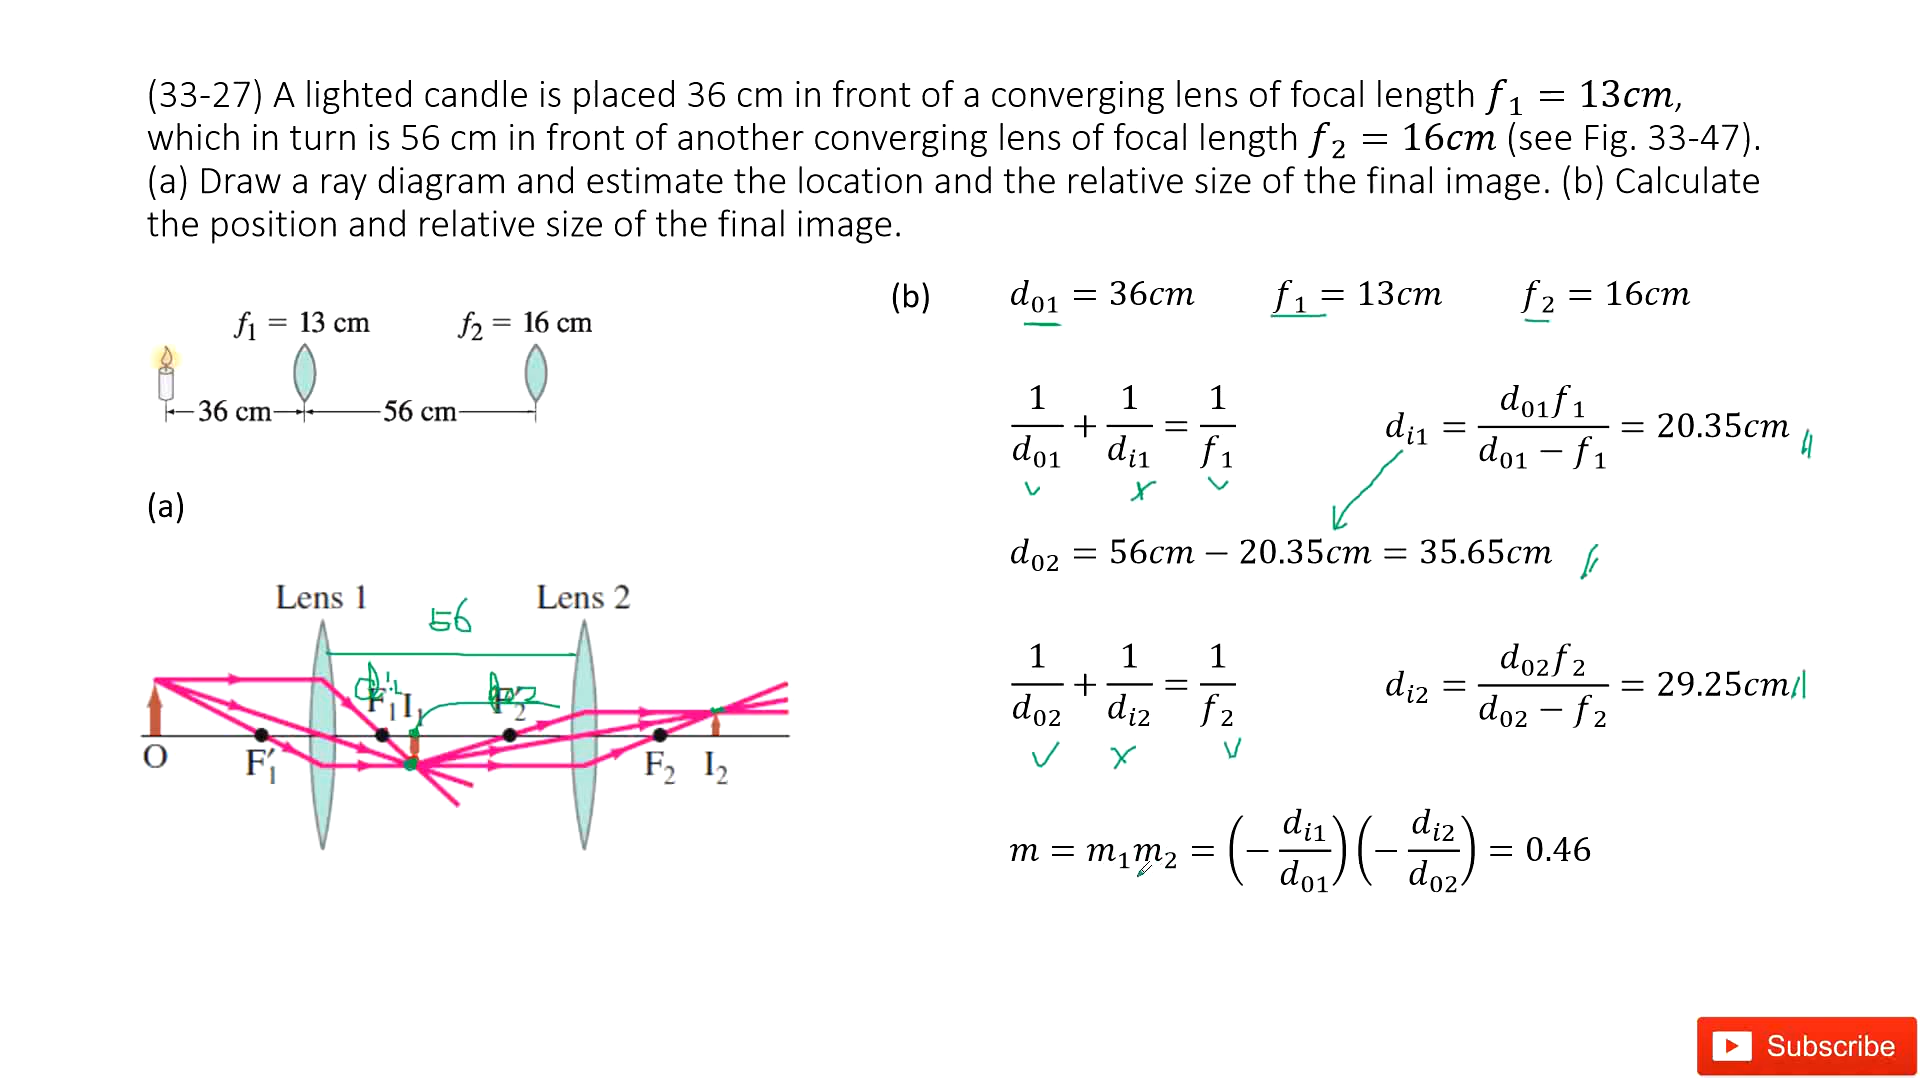 (33-27) A lighted candle is placed 36 cm in front of a converging lens of focal length f₁ = 13cm,
which in turn is 56 cm in front of another converging lens of focal length f₂ = 16cm (see Fig. 33-47).
(a) Draw a ray diagram and estimate the location and the relative size of the final image. (b) Calculate
the position and relative size of the final image.
f₁ = 13 cm
f₂ = 16 cm
36 cm
56 cm
(a)
Lens 1
56
Lens 2
di1
F₁
I₁
do2
F₂′
O
F₁′
F₂
I₂
(b)
d₀₁ = 36cm
f₁ = 13cm
f₂ = 16cm
1/d₀₁ + 1/dᵢ₁ = 1/f₁
dᵢ₁ = d₀₁f₁/(d₀₁ − f₁) = 20.35cm
d₀₂ = 56cm − 20.35cm = 35.65cm
1/d₀₂ + 1/dᵢ₂ = 1/f₂
dᵢ₂ = d₀₂f₂/(d₀₂ − f₂) = 29.25cm
m = m₁m₂ = (−dᵢ₁/d₀₁)(−dᵢ₂/d₀₂) = 0.46
Subscribe